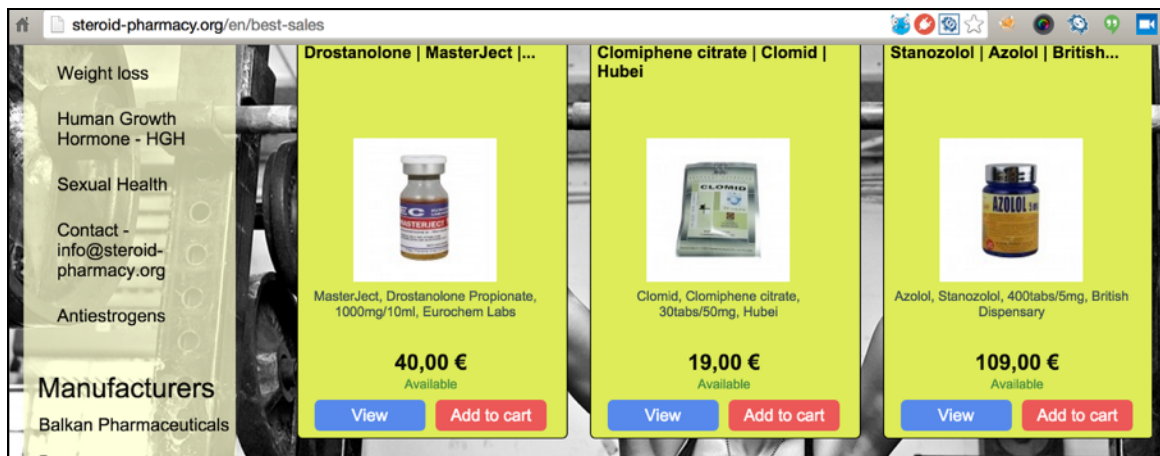 steroid-pharmacy.org/en/best-sales
Weight loss
Human Growth
Hormone - HGH
Sexual Health
Contact -
info@steroid-
pharmacy.org
Antiestrogens
Manufacturers
Balkan Pharmaceuticals
Drostanolone | MasterJect |...
MASTERJECT
MasterJect, Drostanolone Propionate,
1000mg/10ml, Eurochem Labs
40,00 €
Available
View
Add to cart
Clomiphene citrate | Clomid |
Hubei
CLOMID
Clomid, Clomiphene citrate,
30tabs/50mg, Hubei
19,00 €
Available
View
Add to cart
Stanozolol | Azolol | British...
AZOLOL 5 mg
Azolol, Stanozolol, 400tabs/5mg, British
Dispensary
109,00 €
Available
View
Add to cart